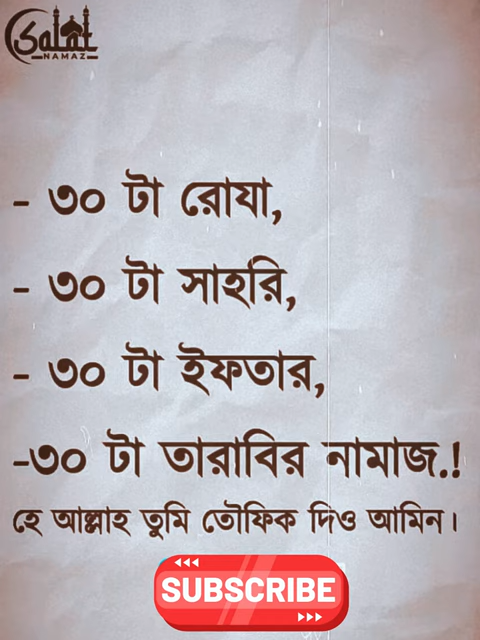 Salat
NAMAZ
- ৩০ টা রোযা,
- ৩০ টা সাহরি,
- ৩০ টা ইফতার,
-৩০ টা তারাবির নামাজ.!
হে আল্লাহ তুমি তৌফিক দিও আমিন।
SUBSCRIBE